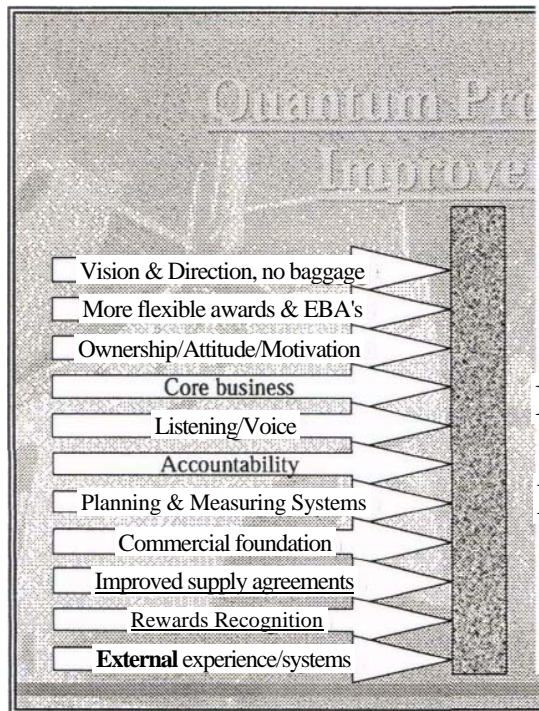 Quantum Pro
Improve
Vision & Direction, no baggage
More flexible awards & EBA's
Ownership/Attitude/Motivation
Core business
Listening/Voice
Accountability
Planning & Measuring Systems
Commercial foundation
Improved supply agreements
Rewards Recognition
External experience/systems